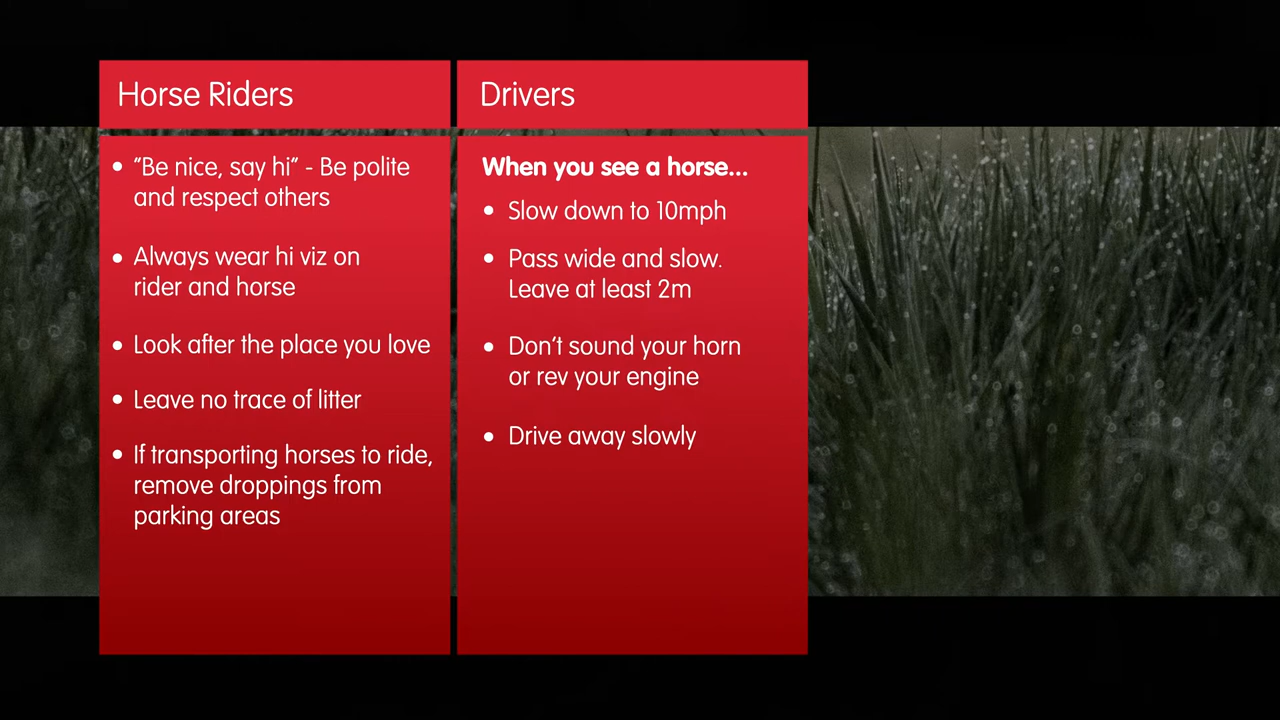 Horse Riders
• “Be nice, say hi” - Be polite
and respect others
• Always wear hi viz on
rider and horse
• Look after the place you love
• Leave no trace of litter
• If transporting horses to ride,
remove droppings from
parking areas
Drivers
When you see a horse...
• Slow down to 10mph
• Pass wide and slow.
Leave at least 2m
• Don’t sound your horn
or rev your engine
• Drive away slowly